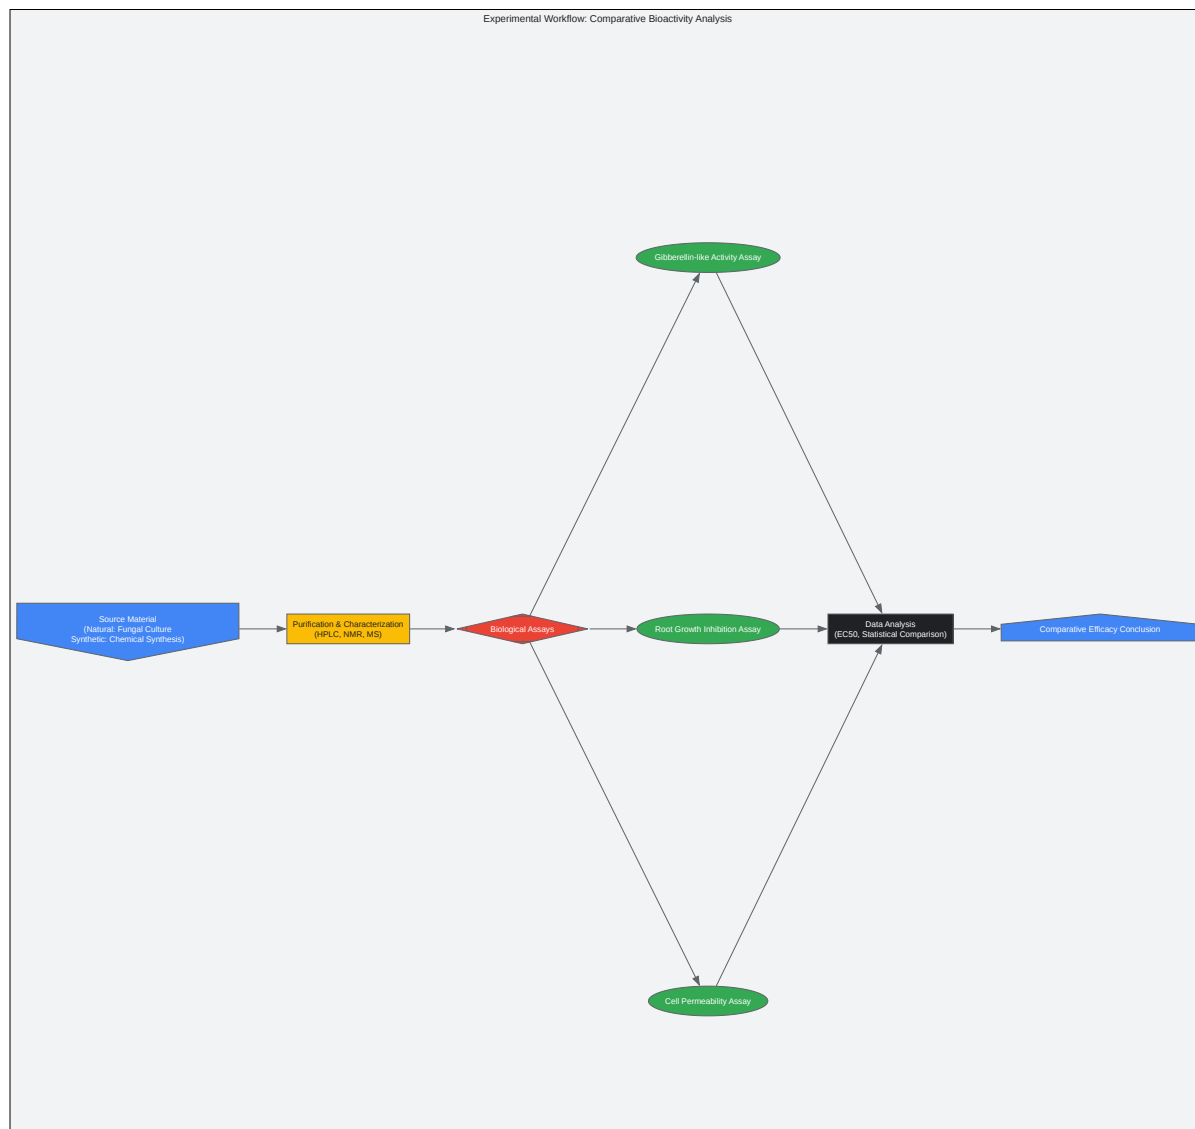 Experimental Workflow: Comparative Bioactivity Analysis
Gibberellin-like Activity Assay
Source Material
(Natural: Fungal Culture
Synthetic: Chemical Synthesis)
Purification & Characterization
(HPLC, NMR, MS)
Biological Assays
Root Growth Inhibition Assay
Data Analysis
(EC50, Statistical Comparison)
Comparative Efficacy Conclusion
Cell Permeability Assay